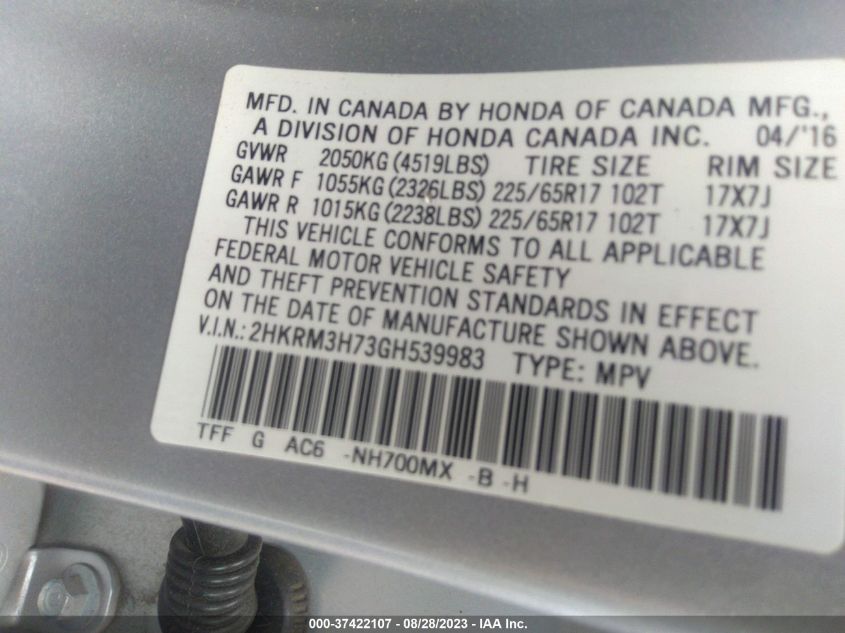 MFD. IN CANADA BY HONDA OF CANADA MFG.,
A DIVISION OF HONDA CANADA INC. 04/'16
GVWR 2050KG (4519LBS) TIRE SIZE RIM SIZE
GAWR F 1055KG (2326LBS) 225/65R17 102T 17X7J
GAWR R 1015KG (2238LBS) 225/65R17 102T 17X7J
THIS VEHICLE CONFORMS TO ALL APPLICABLE
FEDERAL MOTOR VEHICLE SAFETY
AND THEFT PREVENTION STANDARDS IN EFFECT
ON THE DATE OF MANUFACTURE SHOWN ABOVE.
V.I.N.: 2HKRM3H73GH539983 TYPE: MPV
TFF G AC6 -NH700MX -B -H
000-37422107 - 08/28/2023 - IAA Inc.